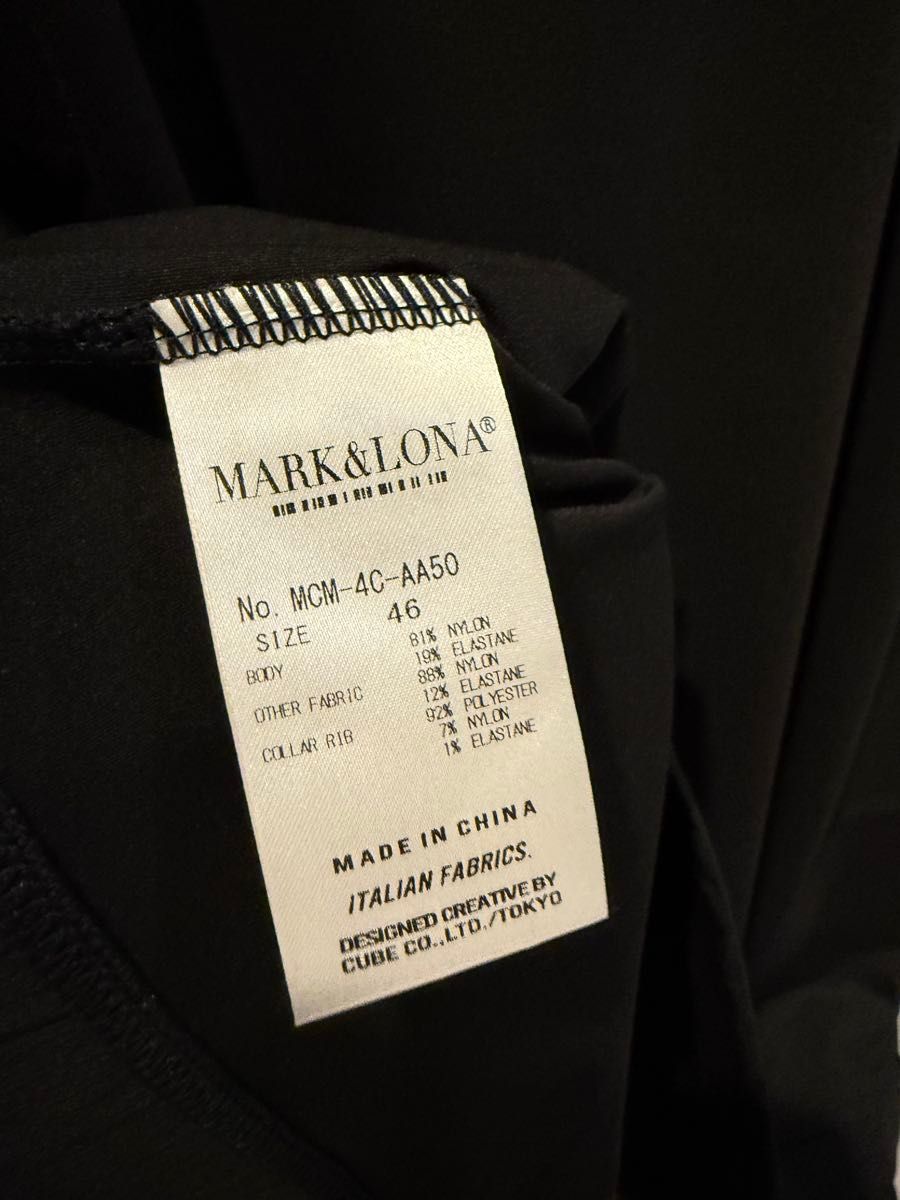 MARK&LONA®
No. MCM-4C-AA50
SIZE 46
BODY 81% NYLON
19% ELASTANE
OTHER FABRIC 88% NYLON
12% ELASTANE
COLLAR RIB 92% POLYESTER
7% NYLON
1% ELASTANE
MADE IN CHINA
ITALIAN FABRICS.
DESIGNED CREATIVE BY
CUBE CO.,LTD./TOKYO